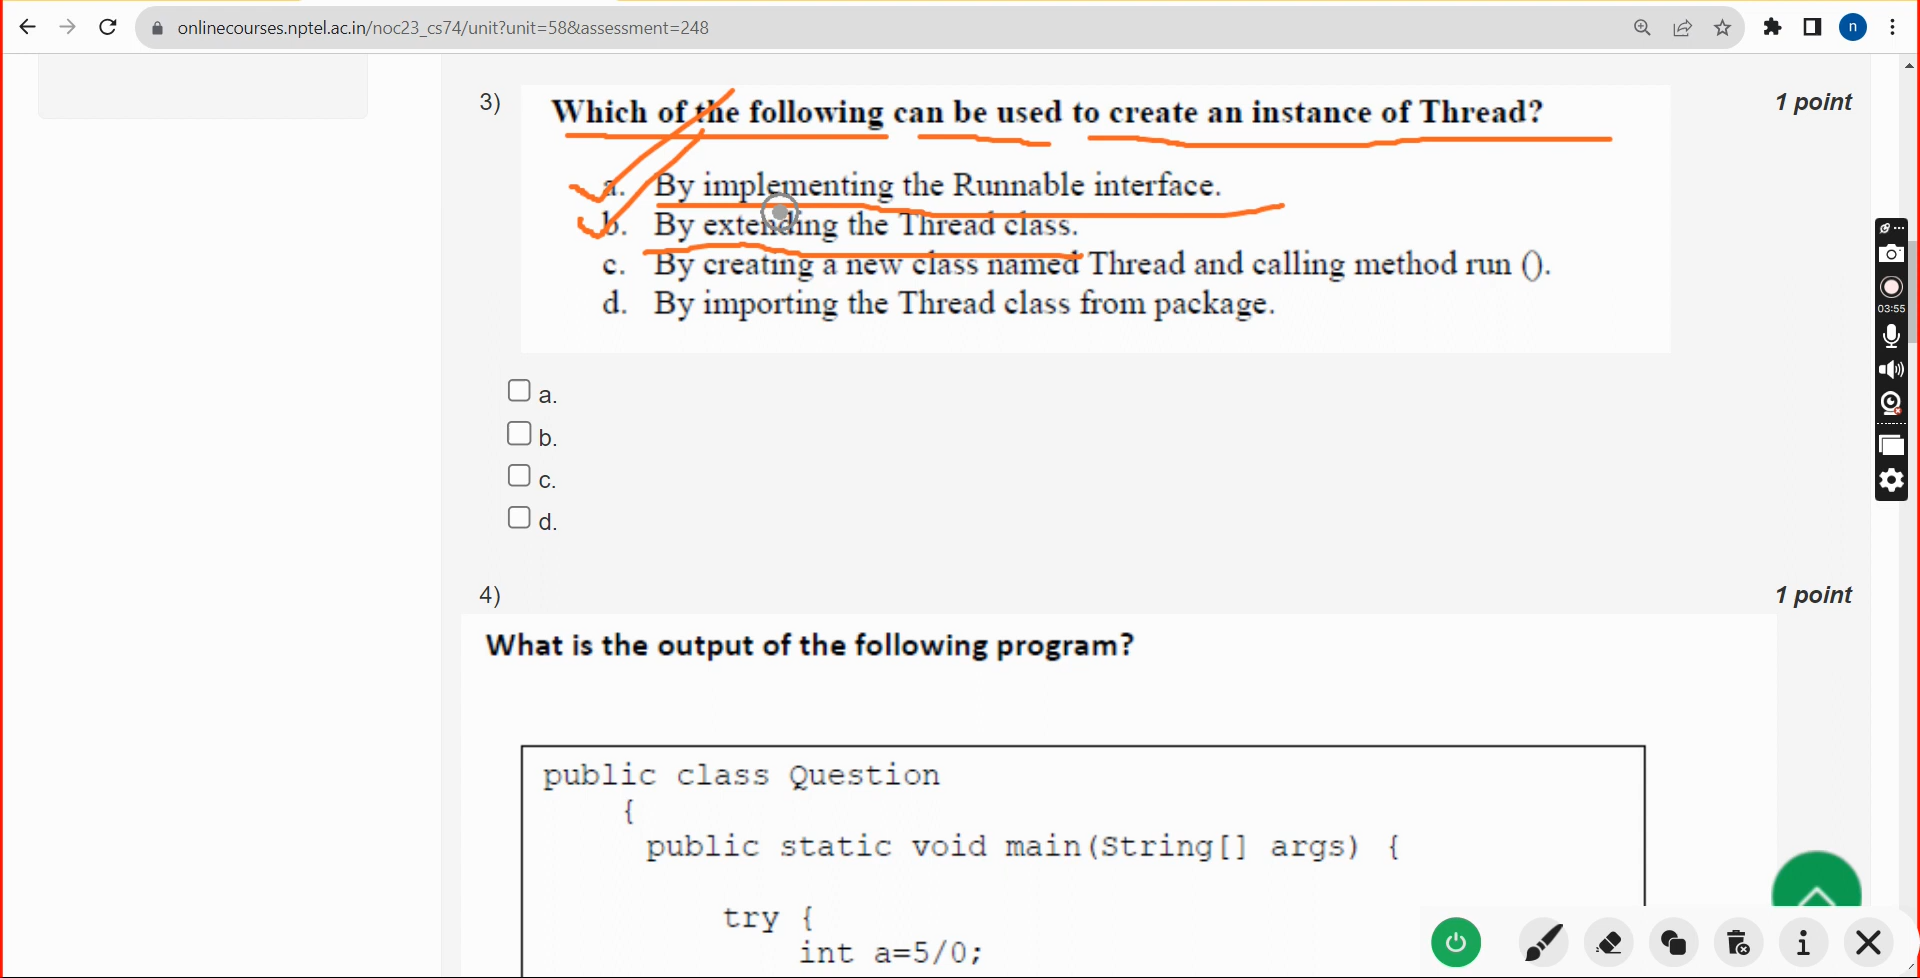 onlinecourses.nptel.ac.in/noc23_cs74/unit?unit=58&assessment=248
n
3)
Which of the following can be used to create an instance of Thread?
1 point
a. By implementing the Runnable interface.
b. By extending the Thread class.
c. By creating a new class named Thread and calling method run ().
d. By importing the Thread class from package.
03:55
a.
b.
c.
d.
4)
1 point
What is the output of the following program?
public class Question
{
public static void main(String[] args) {
try {
int a=5/0;